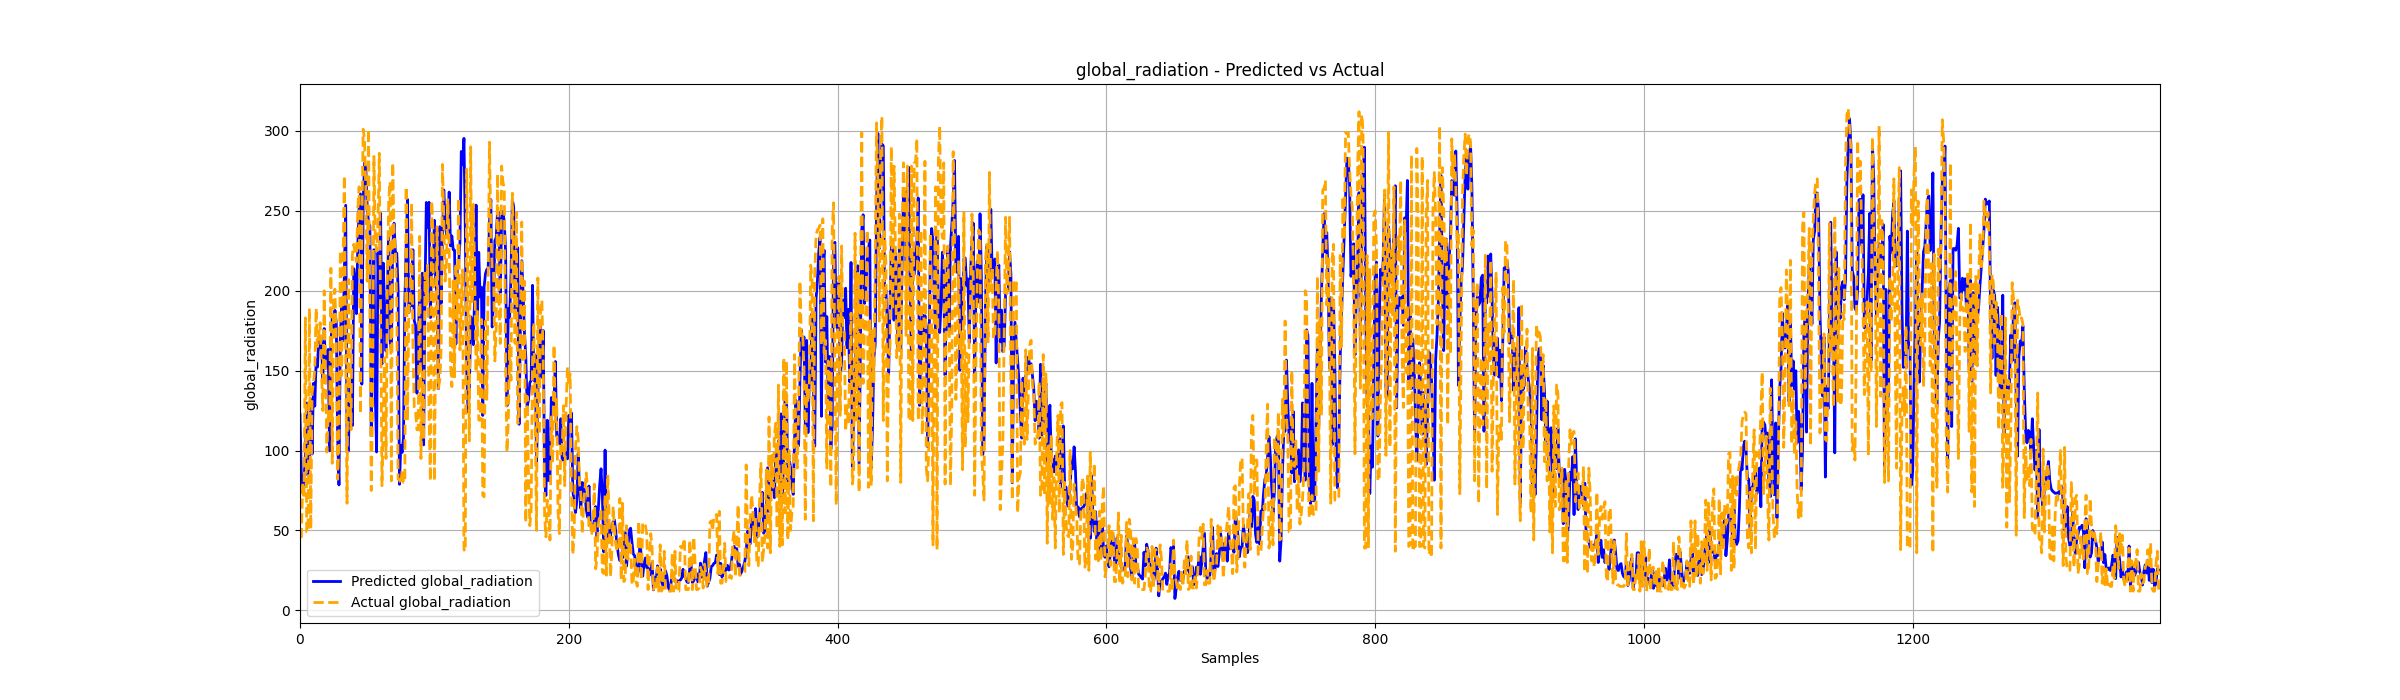 global_radiation - Predicted vs Actual
300
250
200
150
100
50
0
global_radiation
Predicted global_radiation
Actual global_radiation
0
200
400
600
800
1000
1200
Samples